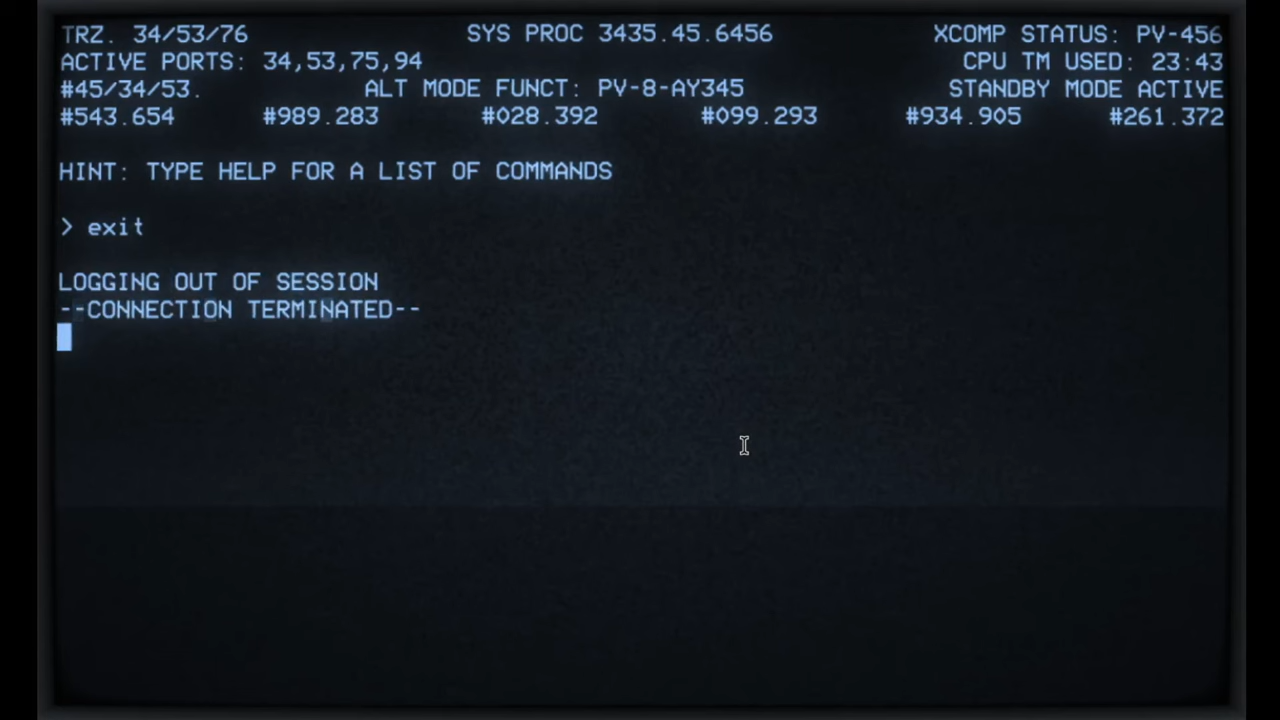 TRZ. 34/53/76 SYS PROC 3435.45.6456 XCOMP STATUS: PV-456
ACTIVE PORTS: 34,53,75,94 CPU TM USED: 23:43
#45/34/53. ALT MODE FUNCT: PV-8-AY345 STANDBY MODE ACTIVE
#543.654 #989.283 #028.392 #099.293 #934.905 #261.372
HINT: TYPE HELP FOR A LIST OF COMMANDS
> exit
LOGGING OUT OF SESSION
--CONNECTION TERMINATED--